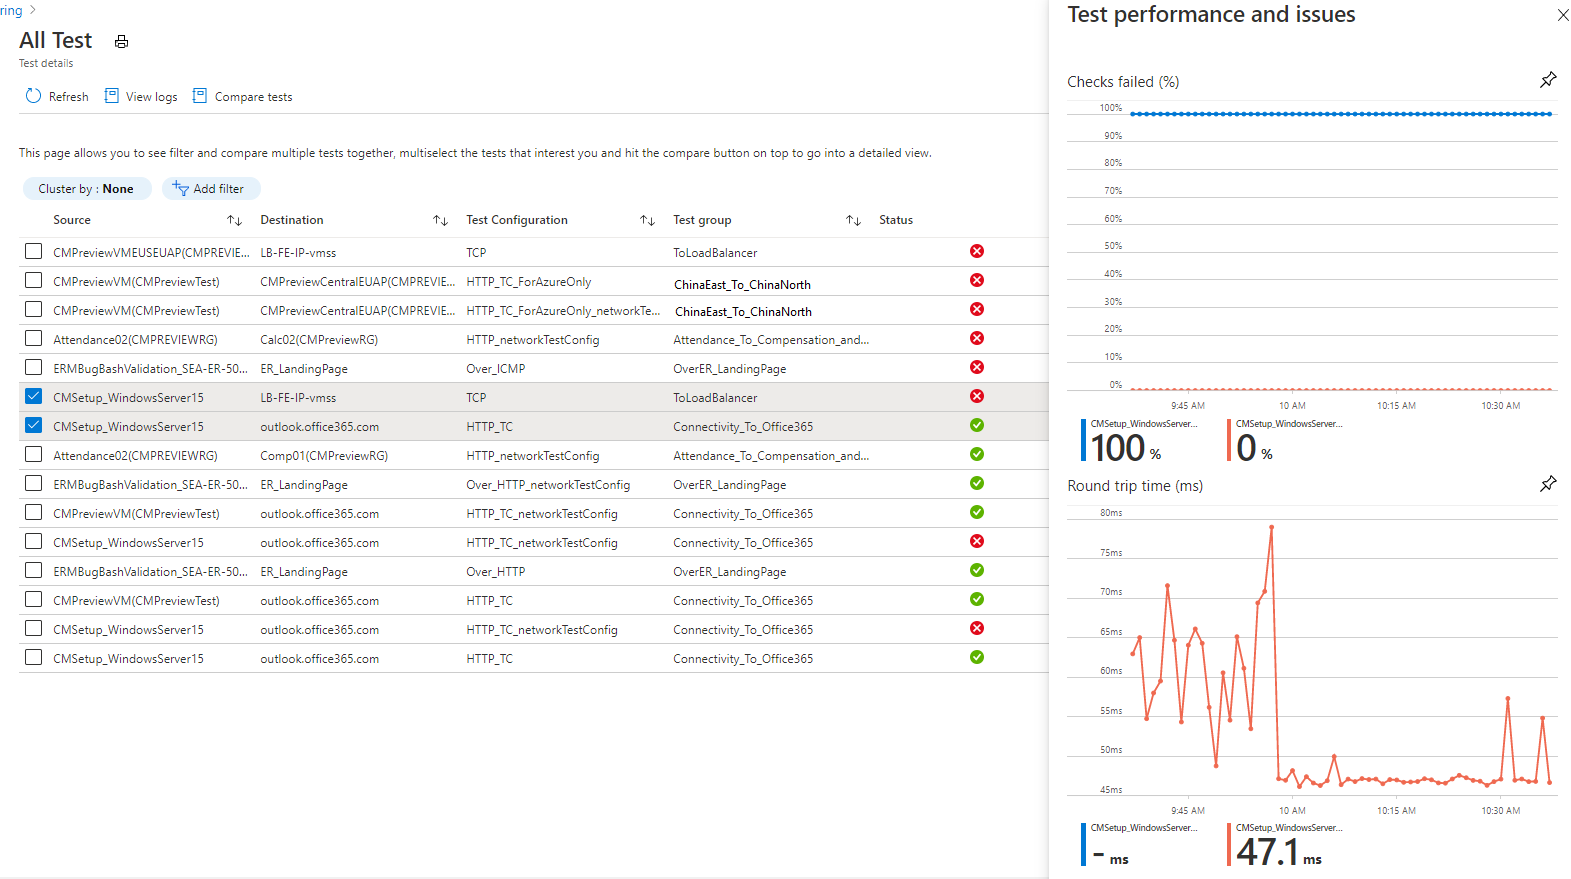 ring >
All Test
Test details
Refresh View logs Compare tests
This page allows you to see filter and compare multiple tests together, multiselect the tests that interest you and hit the compare button on top to go into a detailed view.
Cluster by : None Add filter
Source Destination Test Configuration Test group Status
CMPreviewVMEUSEUAP(CMPREVIE... LB-FE-IP-vmss TCP ToLoadBalancer
CMPreviewVM(CMPreviewTest) CMPreviewCentralEUAP(CMPREVIE... HTTP_TC_ForAzureOnly ChinaEast_To_ChinaNorth
CMPreviewVM(CMPreviewTest) CMPreviewCentralEUAP(CMPREVIE... HTTP_TC_ForAzureOnly_networkTe... ChinaEast_To_ChinaNorth
Attendance02(CMPREVIEWRG) Calc02(CMPreviewRG) HTTP_networkTestConfig Attendance_To_Compensation_and...
ERMBugBashValidation_SEA-ER-50... ER_LandingPage Over_ICMP OverER_LandingPage
CMSetup_WindowsServer15 LB-FE-IP-vmss TCP ToLoadBalancer
CMSetup_WindowsServer15 outlook.office365.com HTTP_TC Connectivity_To_Office365
Attendance02(CMPREVIEWRG) Comp01(CMPreviewRG) HTTP_networkTestConfig Attendance_To_Compensation_and...
ERMBugBashValidation_SEA-ER-50... ER_LandingPage Over_HTTP_networkTestConfig OverER_LandingPage
CMPreviewVM(CMPreviewTest) outlook.office365.com HTTP_TC_networkTestConfig Connectivity_To_Office365
CMSetup_WindowsServer15 outlook.office365.com HTTP_TC_networkTestConfig Connectivity_To_Office365
ERMBugBashValidation_SEA-ER-50... ER_LandingPage Over_HTTP OverER_LandingPage
CMPreviewVM(CMPreviewTest) outlook.office365.com HTTP_TC Connectivity_To_Office365
CMSetup_WindowsServer15 outlook.office365.com HTTP_TC_networkTestConfig Connectivity_To_Office365
CMSetup_WindowsServer15 outlook.office365.com HTTP_TC Connectivity_To_Office365
Test performance and issues
Checks failed (%)
100%
90%
80%
70%
60%
50%
40%
30%
20%
10%
0%
9:45 AM 10 AM 10:15 AM 10:30 AM
CMSetup_WindowsServer... CMSetup_WindowsServer...
100 % 0 %
Round trip time (ms)
80ms
75ms
70ms
65ms
60ms
55ms
50ms
45ms
9:45 AM 10 AM 10:15 AM 10:30 AM
CMSetup_WindowsServer... CMSetup_WindowsServer...
- ms 47.1 ms